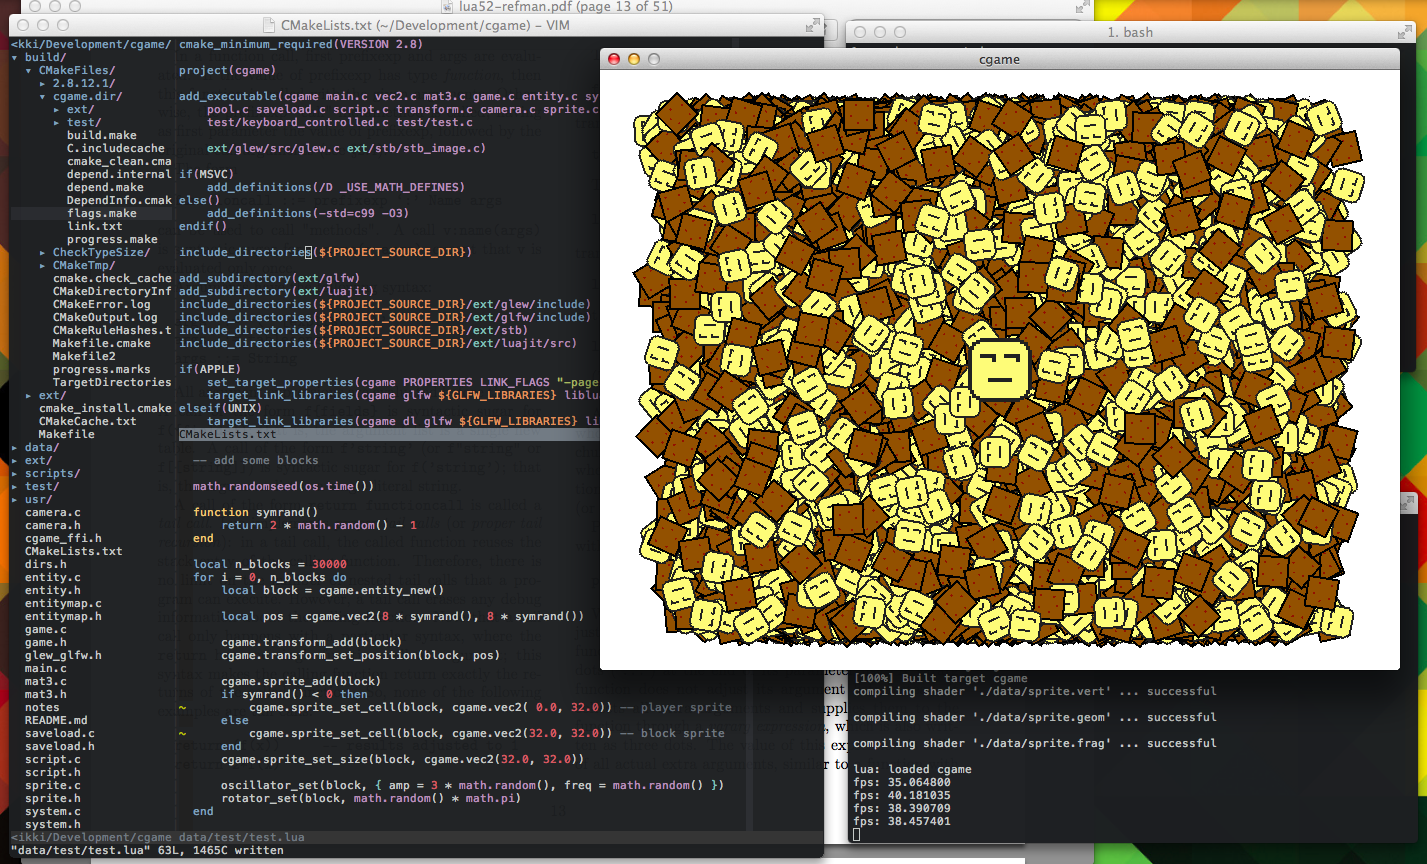 lua52-refman.pdf (page 13 of 51)
CMakeLists.txt (~/Development/cgame) – VIM
1. bash
cgame
<kki/Development/cgame/
▾ build/
▾ CMakeFiles/
▸ 2.8.12.1/
▾ cgame.dir/
▸ ext/
▸ test/
build.make
C.includecache
cmake_clean.cma
depend.internal
depend.make
DependInfo.cmak
flags.make
link.txt
progress.make
▸ CheckTypeSize/
▸ CMakeTmp/
cmake.check_cache
CMakeDirectoryInf
CMakeError.log
CMakeOutput.log
CMakeRuleHashes.t
Makefile.cmake
Makefile2
progress.marks
TargetDirectories
▸ ext/
cmake_install.cmake
CMakeCache.txt
Makefile
▸ data/
▸ ext/
▸ scripts/
▸ test/
▸ usr/
camera.c
camera.h
cgame_ffi.h
CMakeLists.txt
dirs.h
entity.c
entity.h
entitymap.c
entitymap.h
game.c
game.h
glew_glfw.h
main.c
mat3.c
mat3.h
notes
README.md
saveload.c
saveload.h
script.c
script.h
sprite.c
sprite.h
system.c
system.h
<ikki/Development/cgame
cmake_minimum_required(VERSION 2.8)
project(cgame)
add_executable(cgame main.c vec2.c mat3.c game.c entity.c sy
pool.c saveload.c script.c transform.c camera.c sprite.c
test/keyboard_controlled.c test/test.c
ext/glew/src/glew.c ext/stb/stb_image.c)
if(MSVC)
add_definitions(/D _USE_MATH_DEFINES)
else()
add_definitions(-std=c99 -O3)
endif()
include_directories(${PROJECT_SOURCE_DIR})
add_subdirectory(ext/glfw)
add_subdirectory(ext/luajit)
include_directories(${PROJECT_SOURCE_DIR}/ext/glew/include)
include_directories(${PROJECT_SOURCE_DIR}/ext/glfw/include)
include_directories(${PROJECT_SOURCE_DIR}/ext/stb)
include_directories(${PROJECT_SOURCE_DIR}/ext/luajit/src)
if(APPLE)
set_target_properties(cgame PROPERTIES LINK_FLAGS "-page
target_link_libraries(cgame glfw ${GLFW_LIBRARIES} liblu
elseif(UNIX)
target_link_libraries(cgame dl glfw ${GLFW_LIBRARIES} li
CMakeLists.txt
-- add some blocks
math.randomseed(os.time())
function symrand()
return 2 * math.random() - 1
end
local n_blocks = 30000
for i = 0, n_blocks do
local block = cgame.entity_new()
local pos = cgame.vec2(8 * symrand(), 8 * symrand())
cgame.transform_add(block)
cgame.transform_set_position(block, pos)
cgame.sprite_add(block)
if symrand() < 0 then
~ cgame.sprite_set_cell(block, cgame.vec2( 0.0, 32.0)) -- player sprite
else
~ cgame.sprite_set_cell(block, cgame.vec2(32.0, 32.0)) -- block sprite
end
cgame.sprite_set_size(block, cgame.vec2(32.0, 32.0))
oscillator_set(block, { amp = 3 * math.random(), freq = math.random() })
rotator_set(block, math.random() * math.pi)
end
data/test/test.lua
"data/test/test.lua" 63L, 1465C written
[100%] Built target cgame
compiling shader './data/sprite.vert' ... successful
compiling shader './data/sprite.geom' ... successful
compiling shader './data/sprite.frag' ... successful
lua: loaded cgame
fps: 35.064800
fps: 40.181035
fps: 38.390709
fps: 38.457401